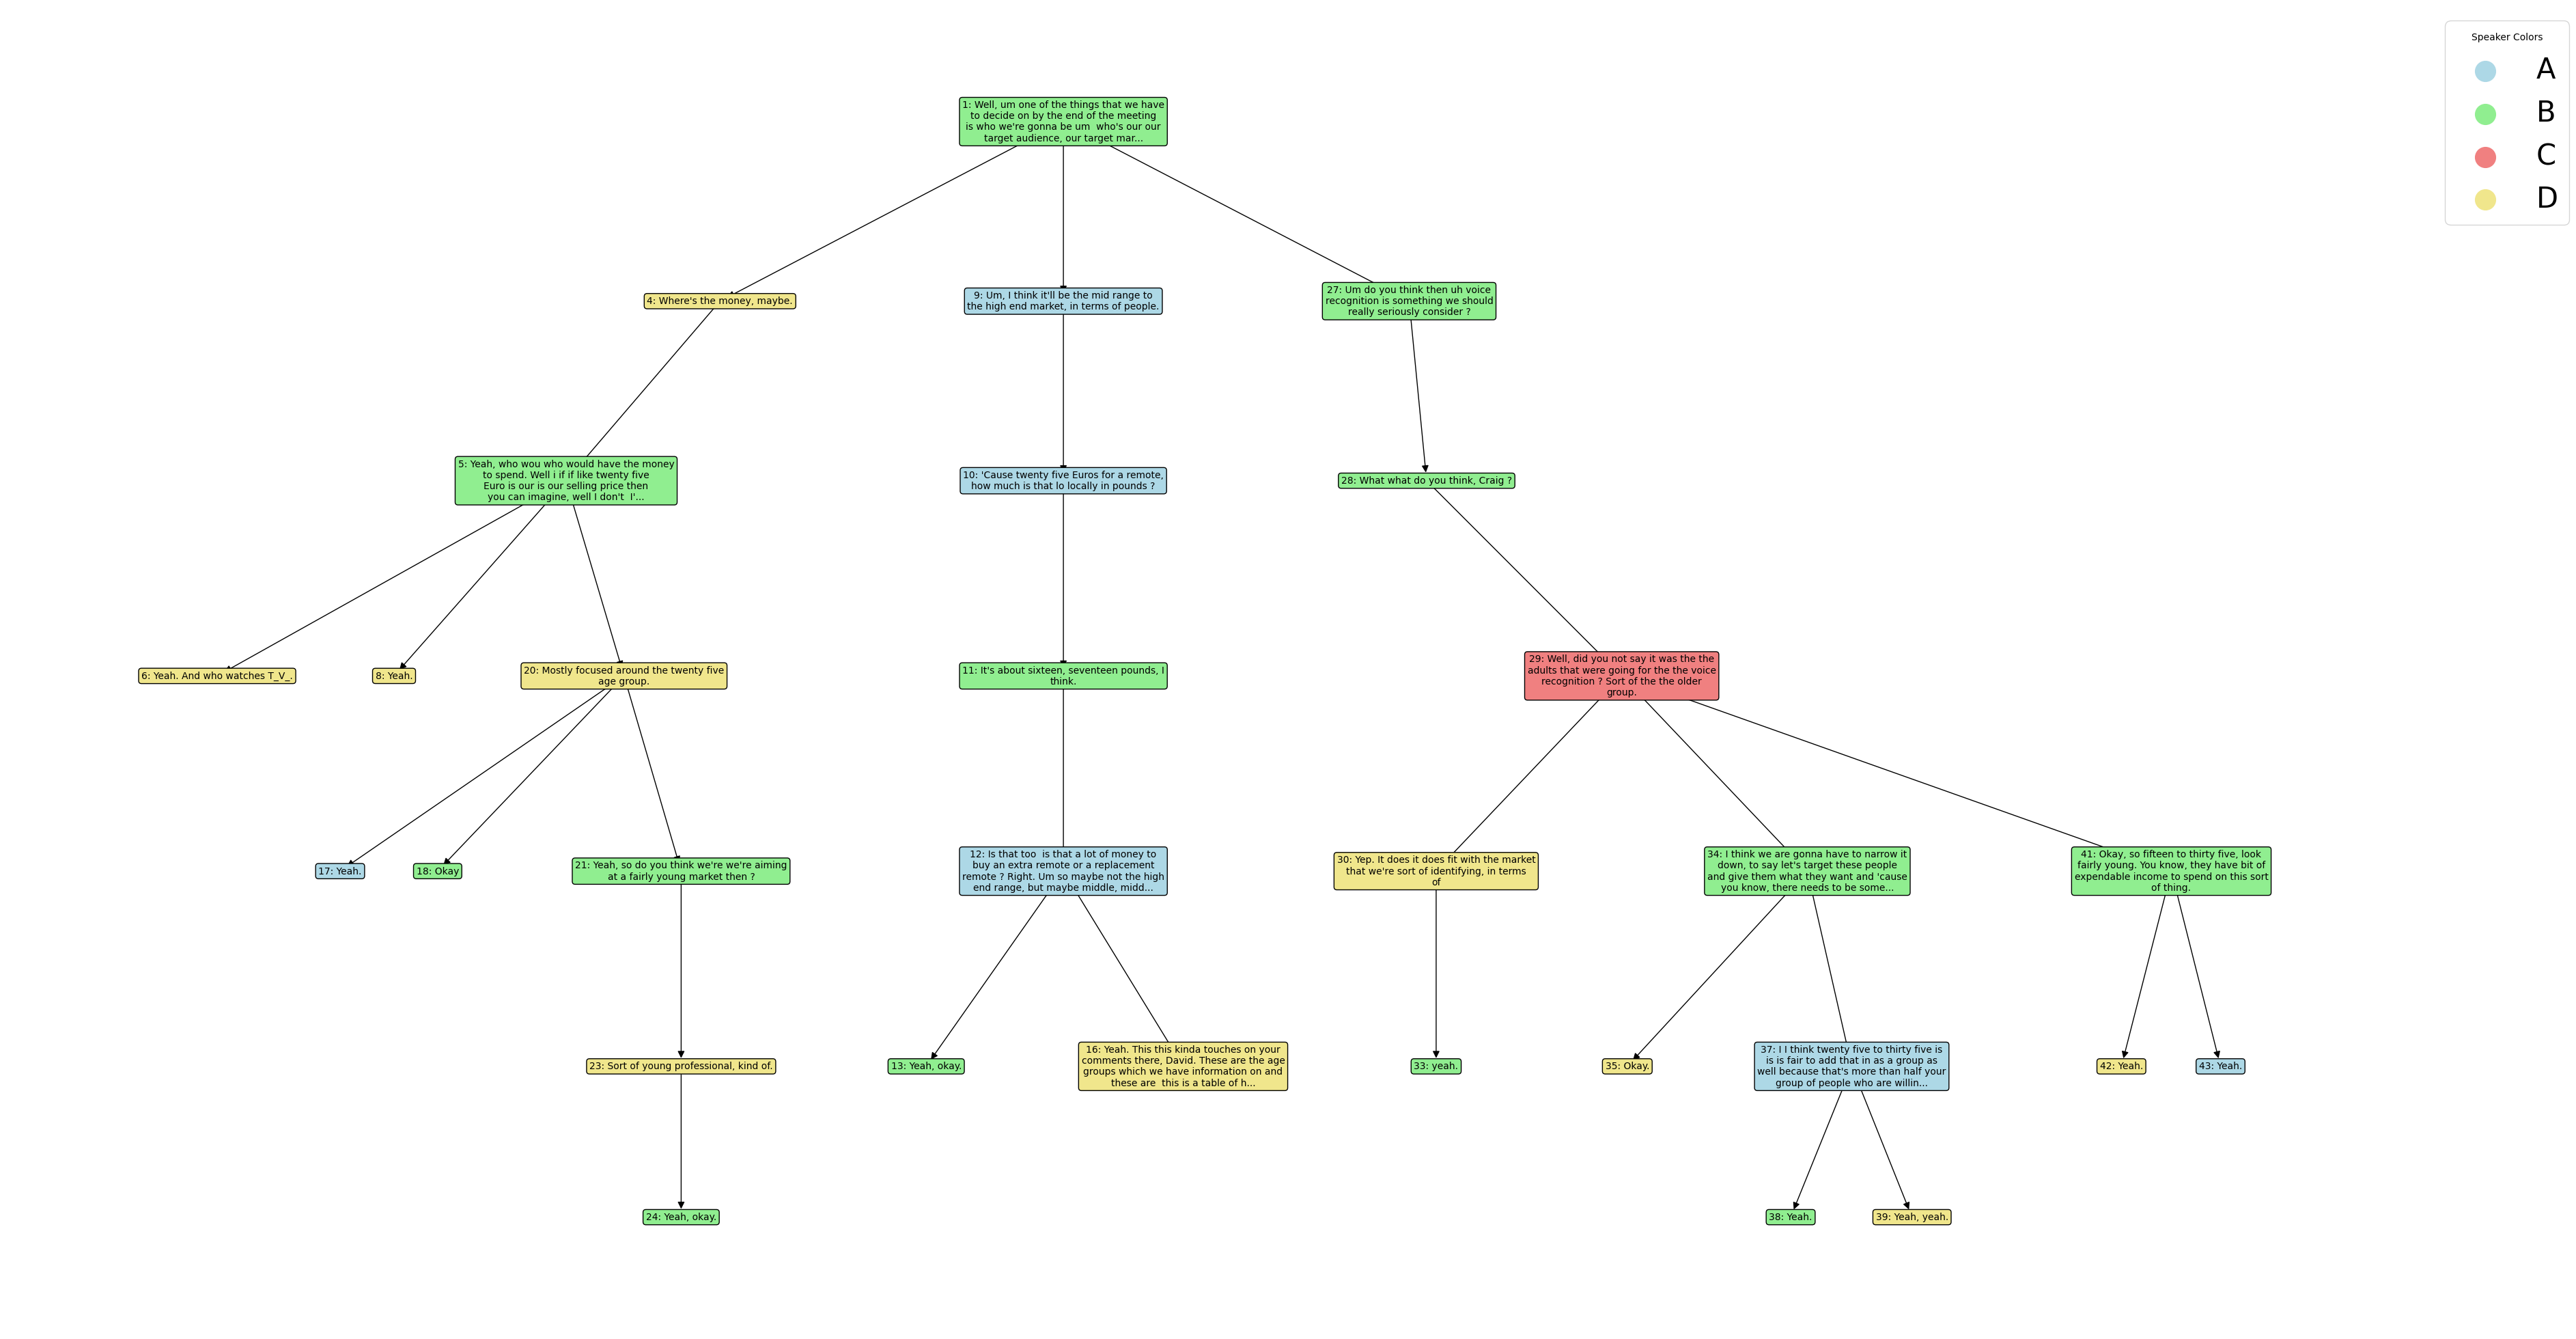 Speaker Colors
A
B
C
D
1: Well, um one of the things that we have
to decide on by the end of the meeting
is who we're gonna be um  who's our our
target audience, our target mar...
4: Where's the money, maybe.
9: Um, I think it'll be the mid range to
the high end market, in terms of people.
27: Um do you think then uh voice
recognition is something we should
really seriously consider ?
5: Yeah, who wou who would have the money
to spend. Well i if if like twenty five
Euro is our is our selling price then
you can imagine, well I don't  I'...
10: 'Cause twenty five Euros for a remote,
how much is that lo locally in pounds ?
28: What what do you think, Craig ?
6: Yeah. And who watches T_V_.
8: Yeah.
20: Mostly focused around the twenty five
age group.
11: It's about sixteen, seventeen pounds, I
think.
29: Well, did you not say it was the the
adults that were going for the the voice
recognition ? Sort of the the older
group.
17: Yeah.
18: Okay
21: Yeah, so do you think we're we're aiming
at a fairly young market then ?
12: Is that too  is that a lot of money to
buy an extra remote or a replacement
remote ? Right. Um so maybe not the high
end range, but maybe middle, midd...
30: Yep. It does it does fit with the market
that we're sort of identifying, in terms
of
34: I think we are gonna have to narrow it
down, to say let's target these people
and give them what they want and 'cause
you know, there needs to be some...
41: Okay, so fifteen to thirty five, look
fairly young. You know, they have bit of
expendable income to spend on this sort
of thing.
23: Sort of young professional, kind of.
13: Yeah, okay.
16: Yeah. This this kinda touches on your
comments there, David. These are the age
groups which we have information on and
these are  this is a table of h...
33: yeah.
35: Okay.
37: I I think twenty five to thirty five is
is is fair to add that in as a group as
well because that's more than half your
group of people who are willin...
42: Yeah.
43: Yeah.
24: Yeah, okay.
38: Yeah.
39: Yeah, yeah.